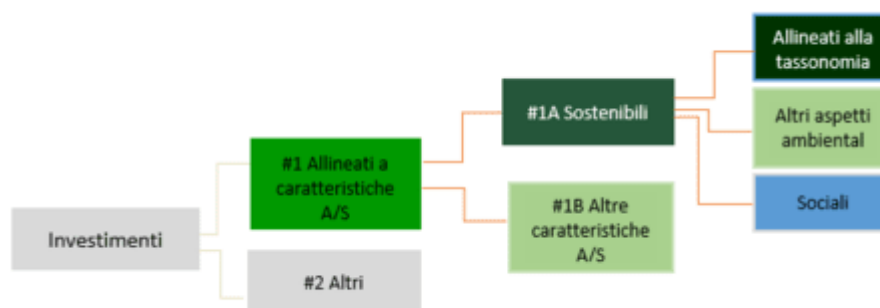 Investimenti
#1 Allineati a
caratteristiche
A/S
#2 Altri
#1A Sostenibili
#1B Altre
caratteristiche
A/S
Allineati alla
tassonomia
Altri aspetti
ambiental
Sociali